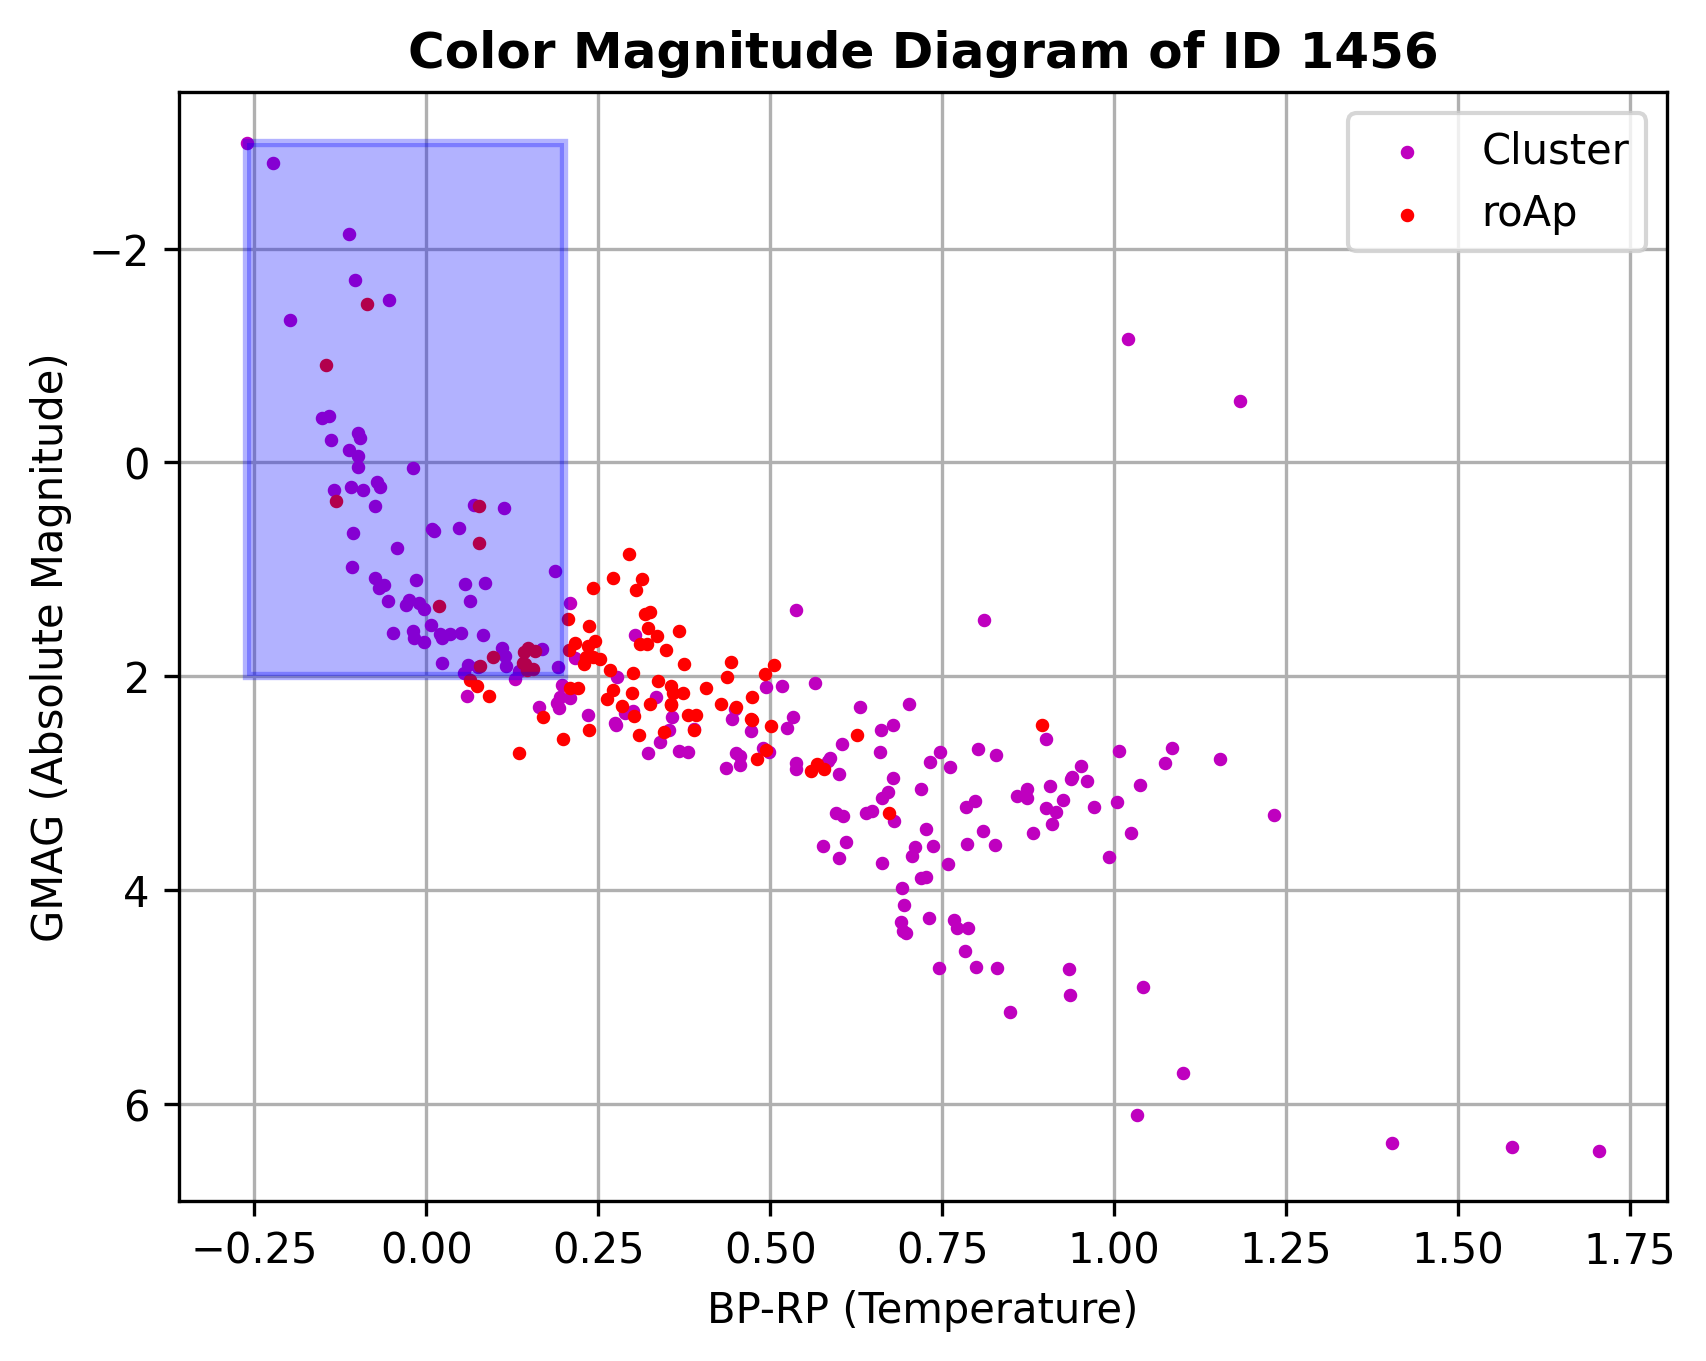 Color Magnitude Diagram of ID 1456
Cluster
roAp
GMAG (Absolute Magnitude)
−2
0
2
4
6
−0.25 0.00 0.25 0.50 0.75 1.00 1.25 1.50 1.75
BP-RP (Temperature)